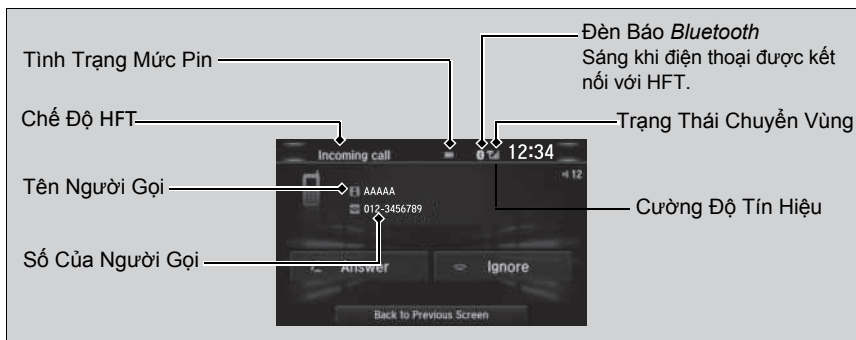 Đèn Báo Bluetooth
Sáng khi điện thoại được kết
nối với HFT.
Tình Trạng Mức Pin
Chế Độ HFT
Trạng Thái Chuyển Vùng
Incoming call
12:34
12
Tên Người Gọi
AAAAA
012-3456789
Cường Độ Tín Hiệu
Số Của Người Gọi
Answer
Ignore
Back to Previous Screen